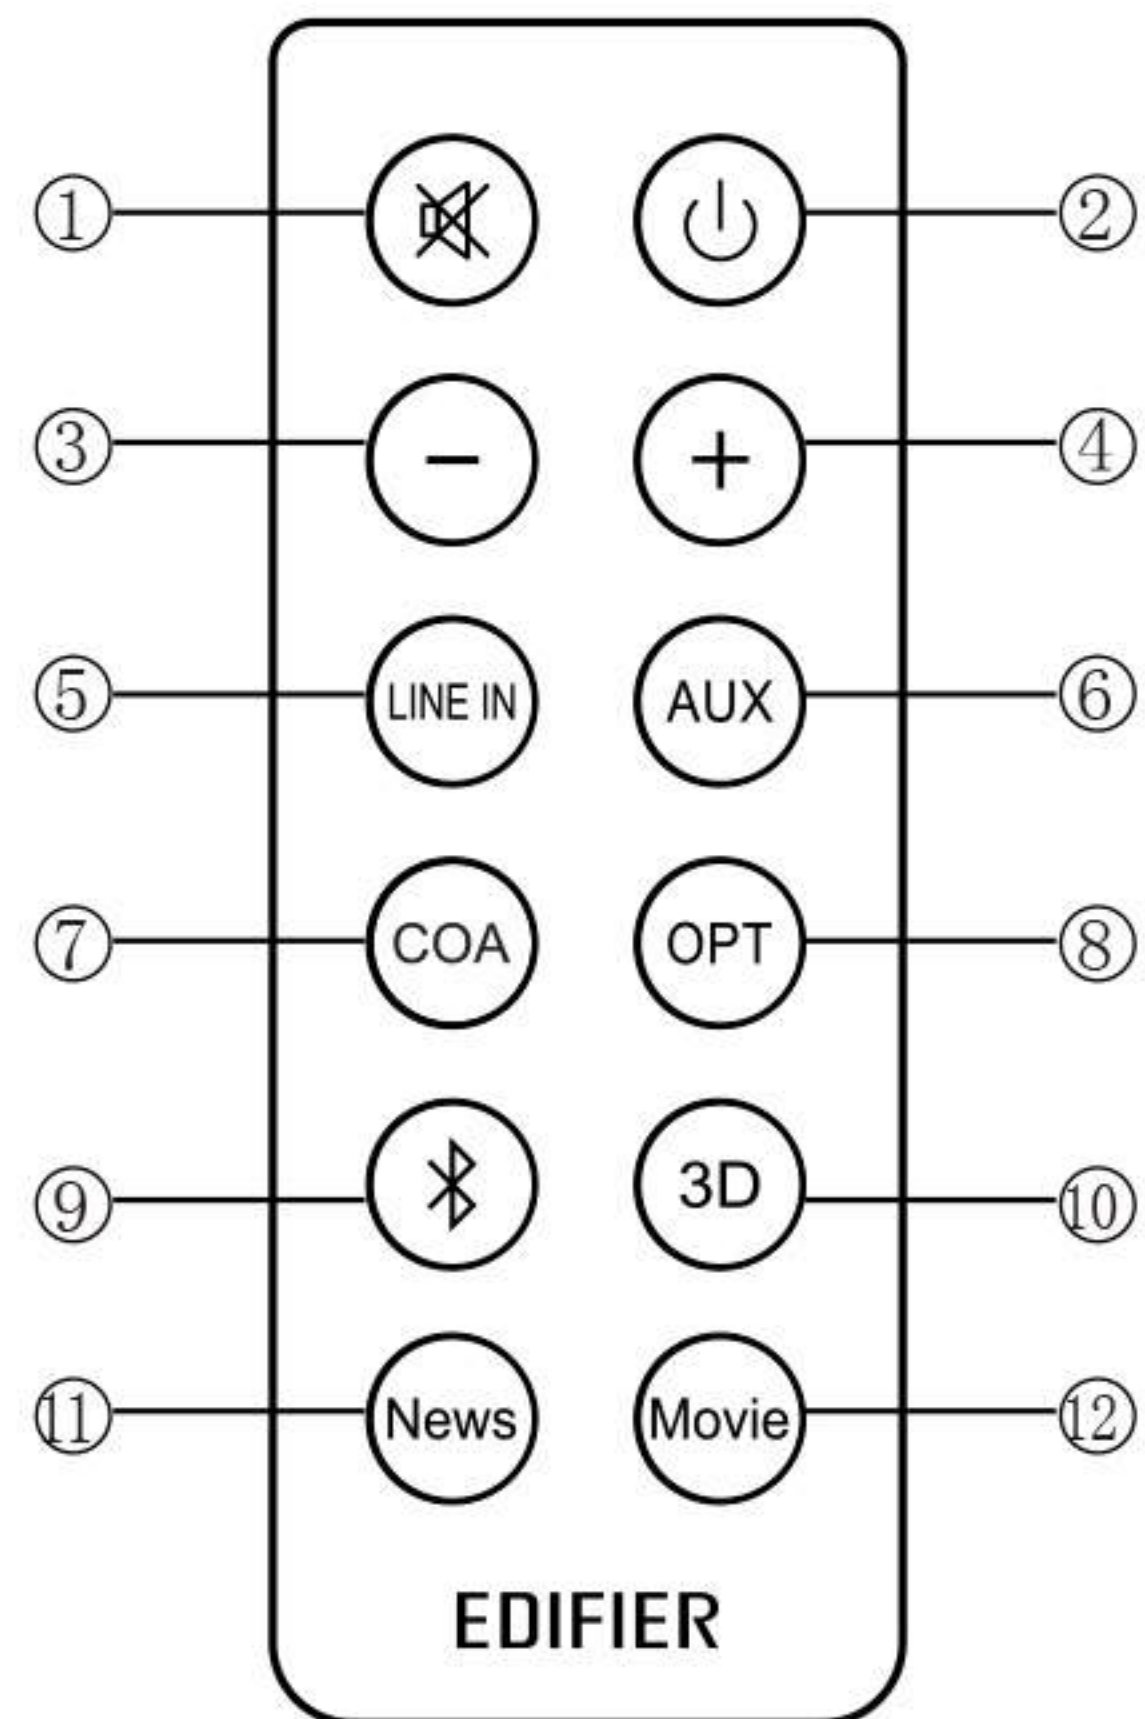 ① ②
③ − + ④
⑤ LINE IN AUX ⑥
⑦ COA OPT ⑧
⑨ 3D ⑩
⑪ News Movie ⑫
EDIFIER